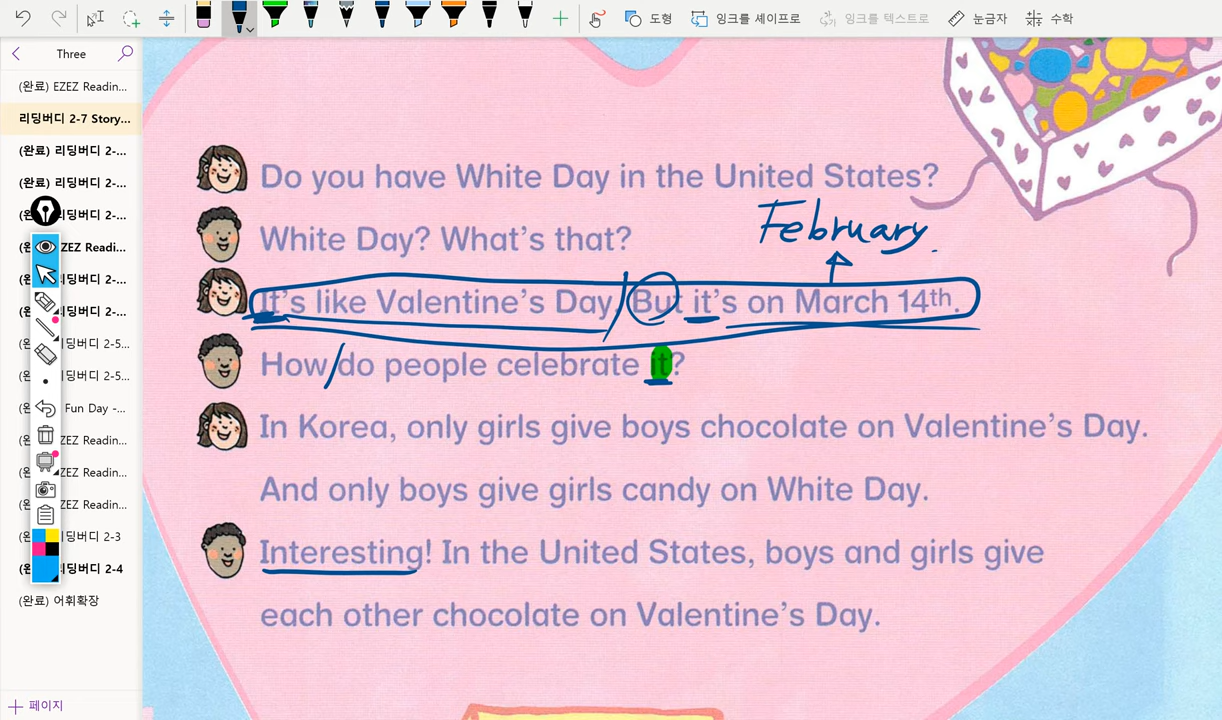 도형
잉크를 셰이프로
잉크를 텍스트로
눈금자
수학
Three
(완료) EZEZ Readin...
리딩버디 2-7 Story...
(완료) 리딩버디 2-...
(완료) 리딩버디 2-...
리딩버디 2-...
EZ Readi...
리딩버디 2-...
리딩버디 2-...
리딩버디 2-5...
리딩버디 2-5...
Fun Day -...
ZEZ Readin...
ZEZ Readin...
ZEZ Readin...
리딩버디 2-3
리딩버디 2-4
(완료) 어휘확장
페이지
Do you have White Day in the United States?
February.
White Day? What's that?
It's like Valentine's Day. But it's on March 14th.
How do people celebrate it?
In Korea, only girls give boys chocolate on Valentine's Day.
And only boys give girls candy on White Day.
Interesting! In the United States, boys and girls give
each other chocolate on Valentine's Day.